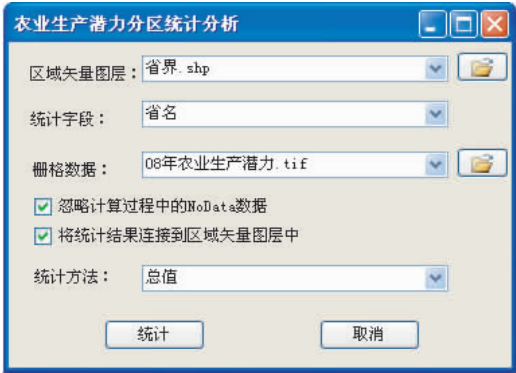 农业生产潜力分区统计分析
区域矢量图层：省界.shp
统计字段：省名
栅格数据：08年农业生产潜力.tif
忽略计算过程中的NoData数据
将统计结果连接到区域矢量图层中
统计方法：总值
统计 取消